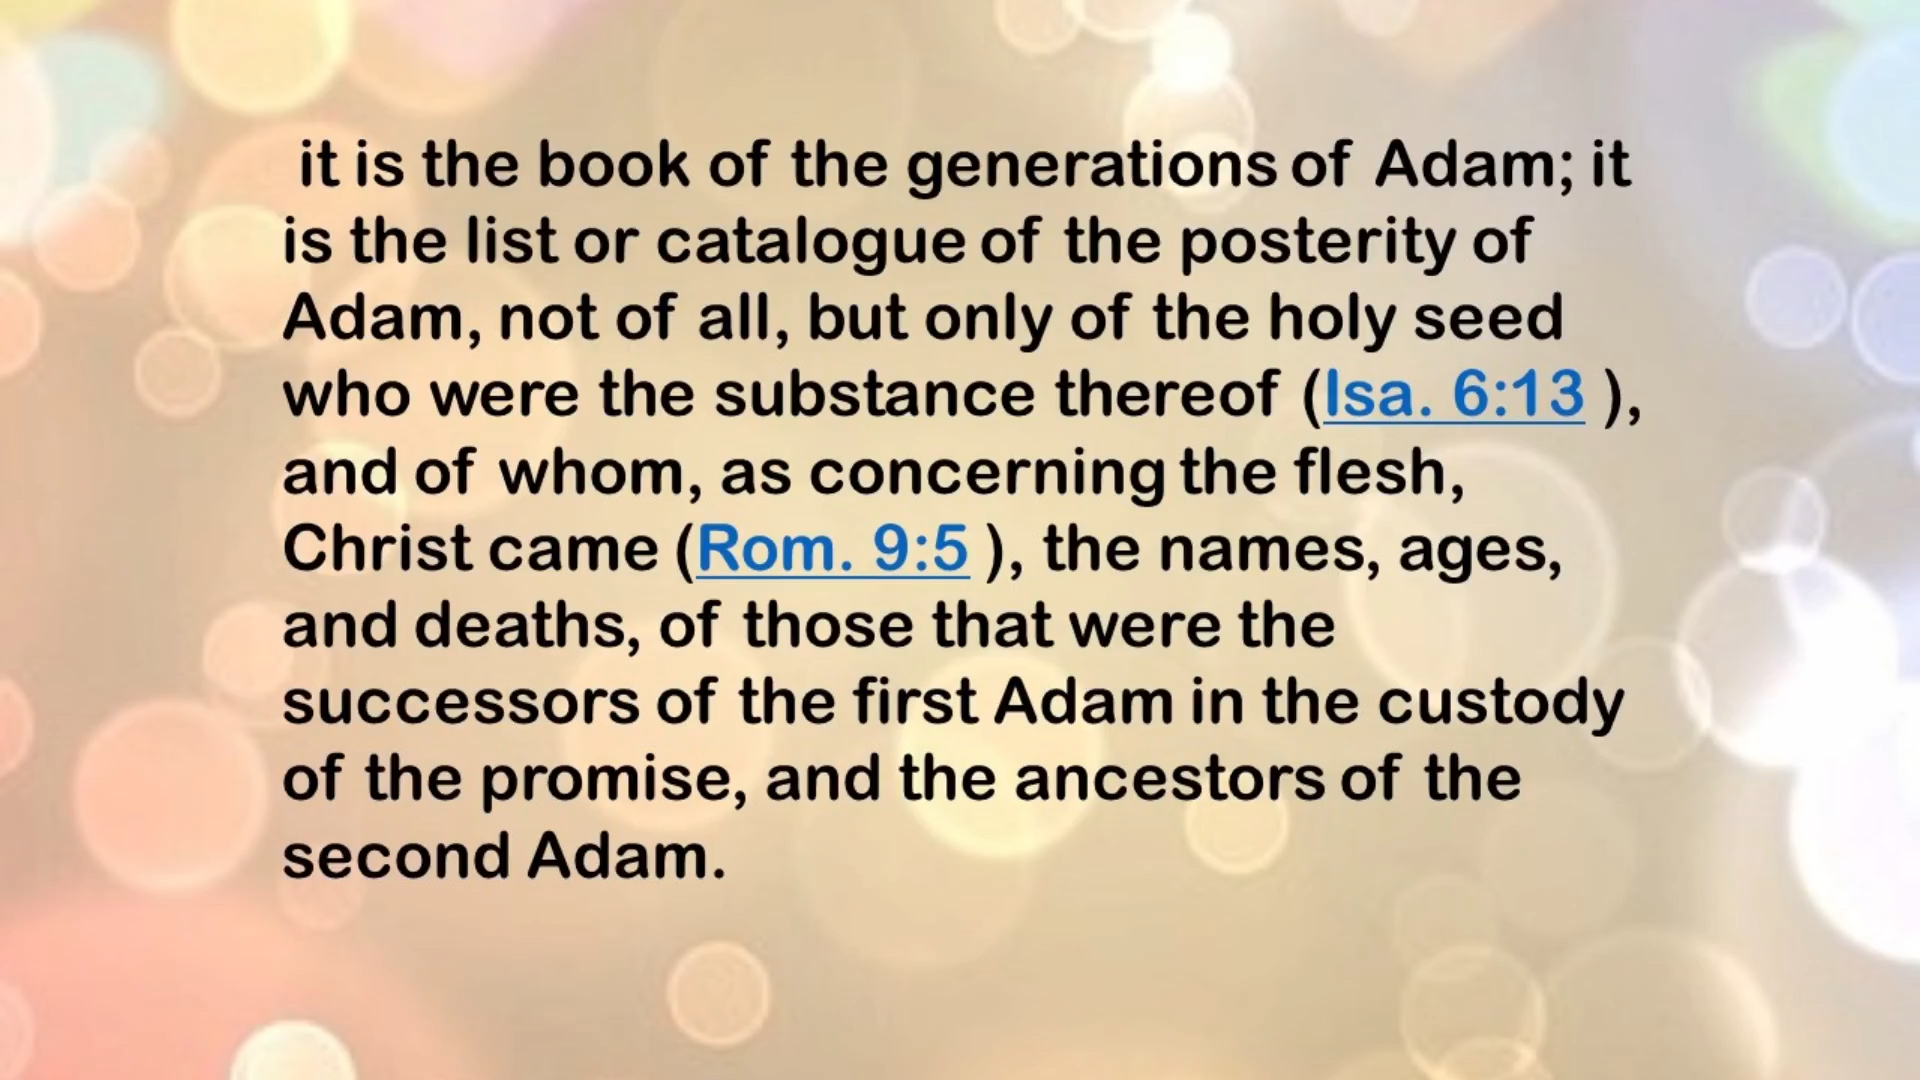 it is the book of the generations of Adam; it
is the list or catalogue of the posterity of
Adam, not of all, but only of the holy seed
who were the substance thereof (Isa. 6:13 ),
and of whom, as concerning the flesh,
Christ came (Rom. 9:5 ), the names, ages,
and deaths, of those that were the
successors of the first Adam in the custody
of the promise, and the ancestors of the
second Adam.